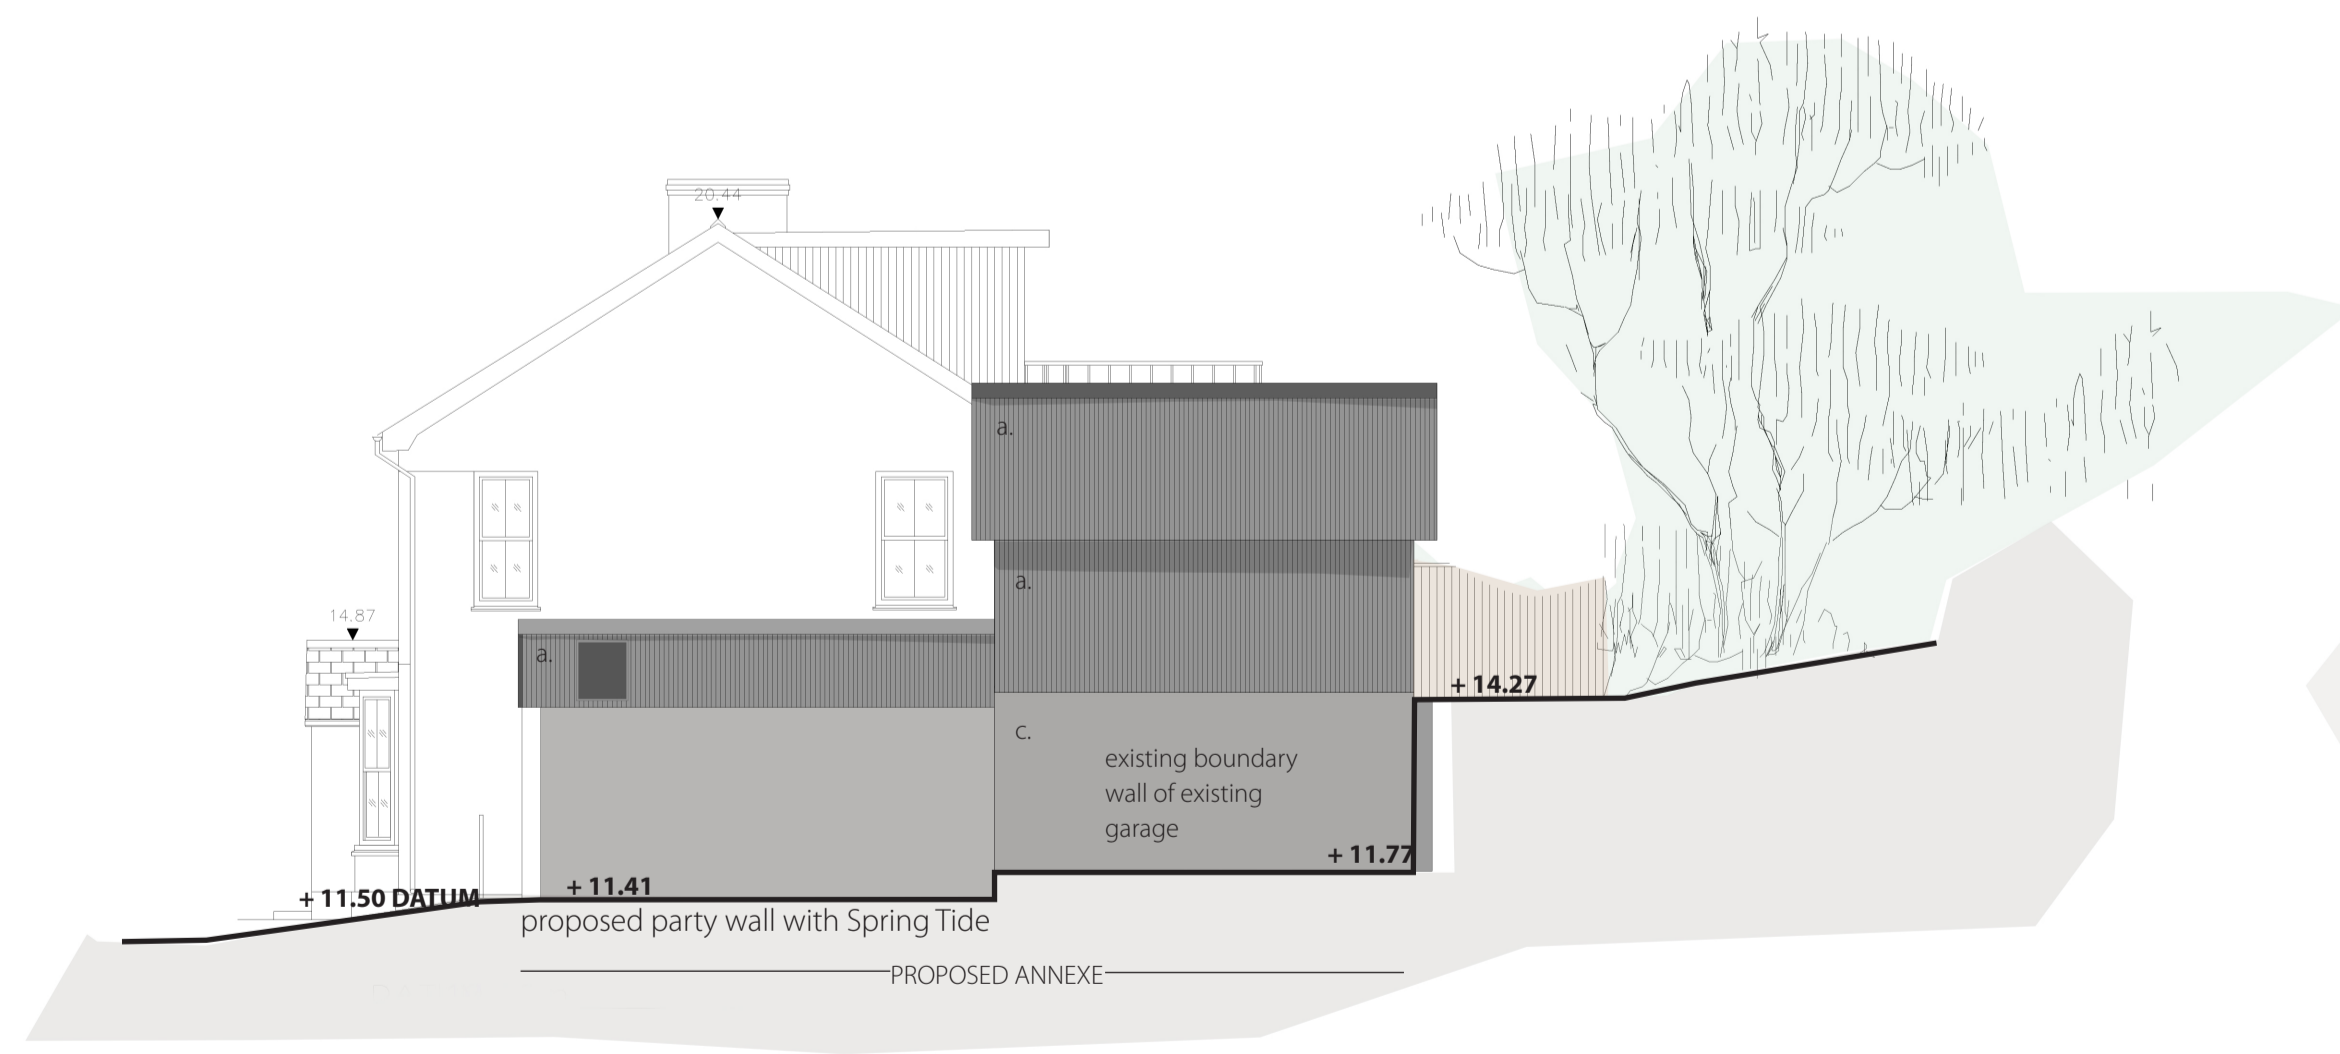 20.44
a.
a.
14.87
a.
+ 14.27
c.
existing boundary
wall of existing
garage
+ 11.77
+ 11.41
+ 11.50 DATUM
proposed party wall with Spring Tide
PROPOSED ANNEXE